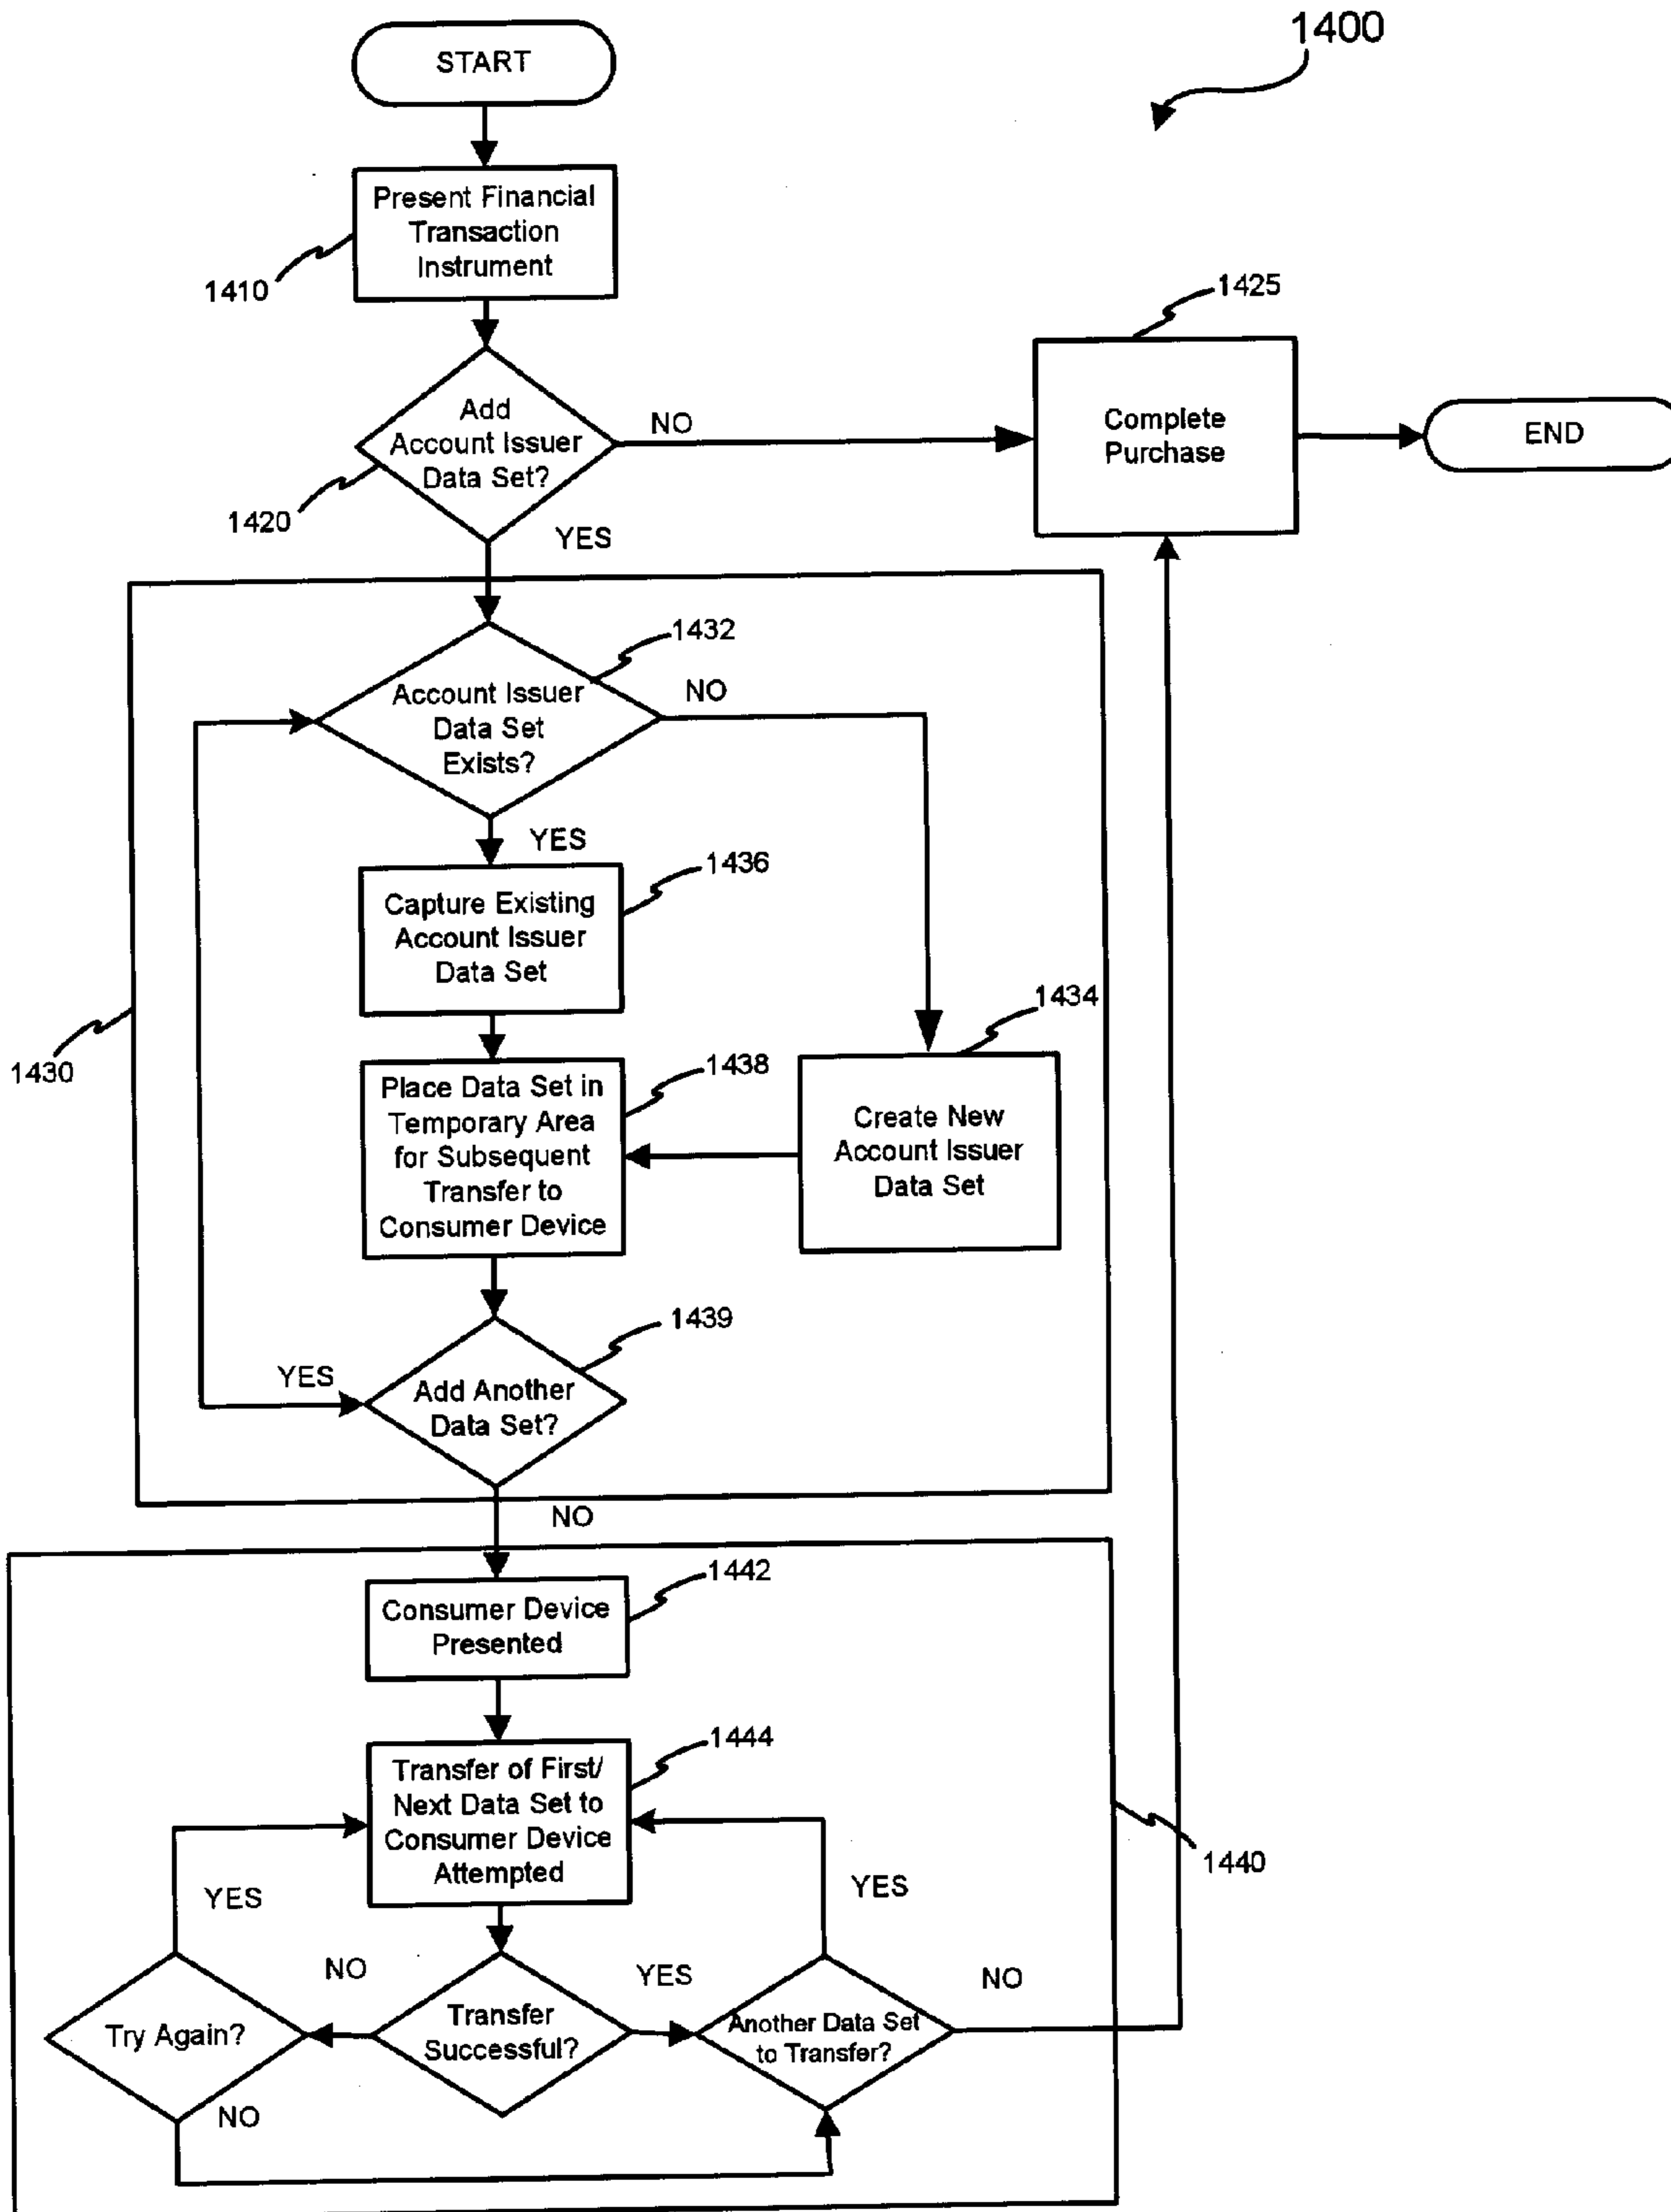 1400
START
Present Financial
Transaction
Instrument
1410
1425
Add
Account Issuer
Data Set?
NO
Complete
Purchase
END
1420
YES
1432
Account Issuer
Data Set
Exists?
NO
YES
1436
Capture Existing
Account Issuer
Data Set
1434
1430
1438
Place Data Set in
Temporary Area
for Subsequent
Transfer to
Consumer Device
Create New
Account Issuer
Data Set
1439
YES
Add Another
Data Set?
NO
1442
Consumer Device
Presented
1444
Transfer of First/
Next Data Set to
Consumer Device
Attempted
1440
YES
YES
NO
YES
NO
Try Again?
Transfer
Successful?
Another Data Set
to Transfer?
NO